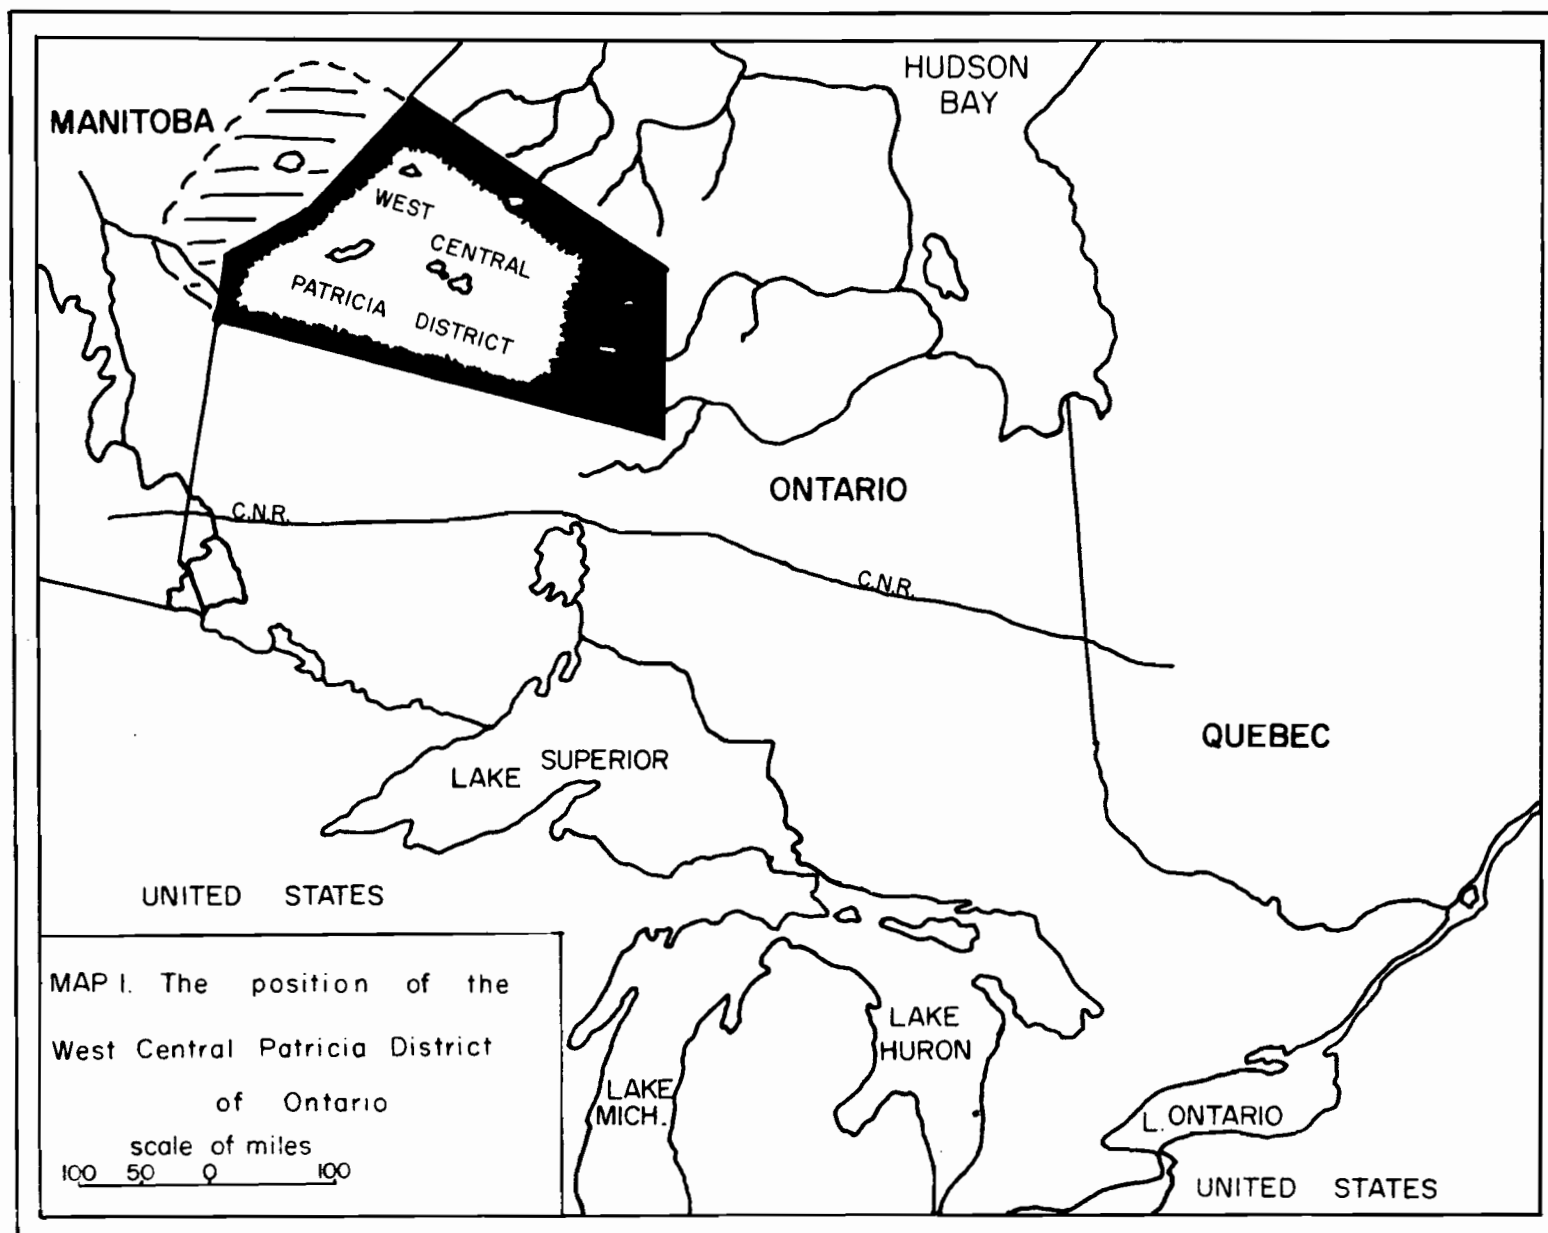 HUDSON
BAY
MANITOBA
WEST
CENTRAL
PATRICIA DISTRICT
ONTARIO
C.N.R.
C.N.R.
QUEBEC
LAKE SUPERIOR
UNITED STATES
MAP 1. The position of the
West Central Patricia District
of Ontario
scale of miles
100 50 0 100
LAKE
HURON
LAKE
MICH.
L. ONTARIO
UNITED STATES